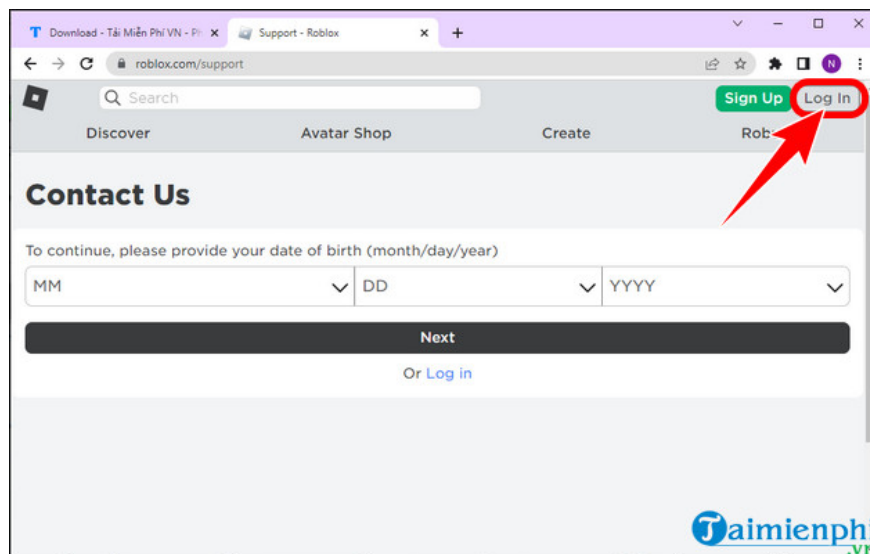 Download - Tải Miễn Phí VN - Ph
Support - Roblox
roblox.com/support
N
Search
Sign Up
Log In
Discover
Avatar Shop
Create
Contact Us
To continue, please provide your date of birth (month/day/year)
MM
DD
YYYY
Next
Or Log in
Taimienphi
.vn